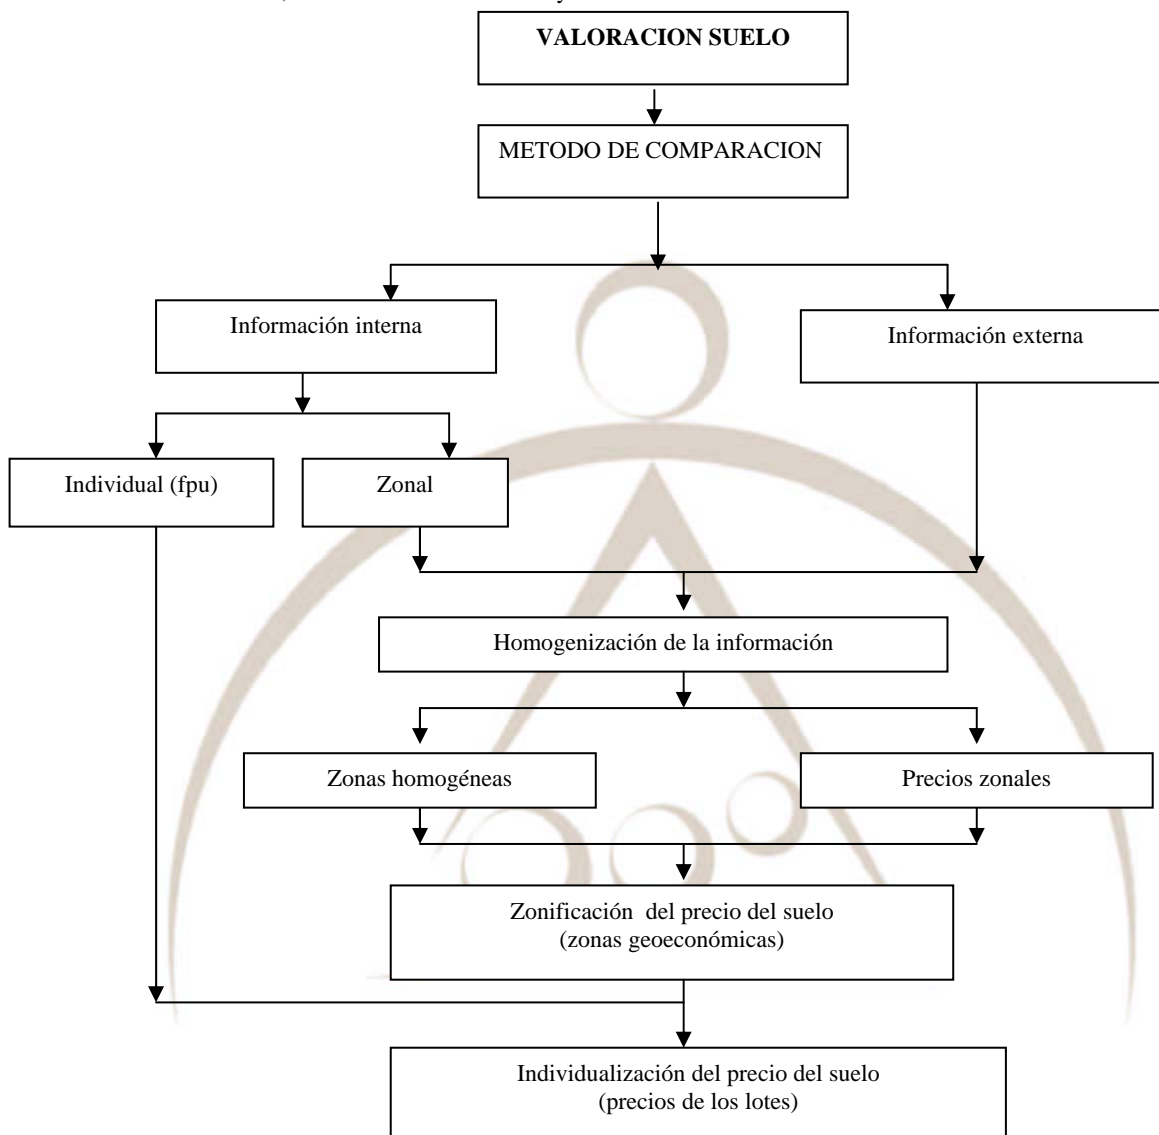 VALORACION SUELO
METODO DE COMPARACION
Información interna
Información externa
Individual (fpu)
Zonal
Homogenización de la información
Zonas homogéneas
Precios zonales
Zonificación del precio del suelo
(zonas geoeconómicas)
Individualización del precio del suelo
(precios de los lotes)